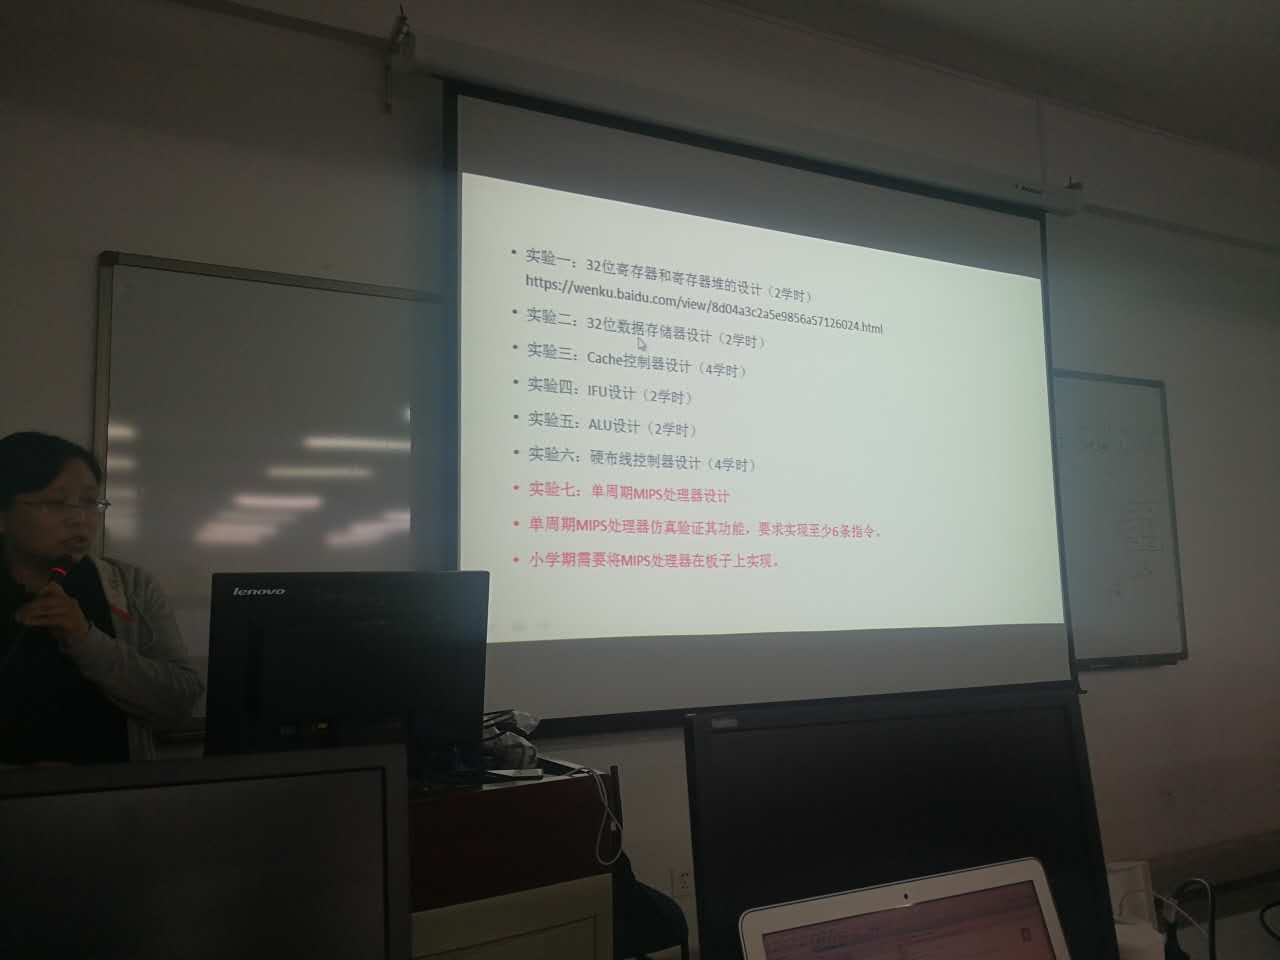 • 实验一：32位寄存器和寄存器堆的设计（2学时）
https://wenku.baidu.com/view/8d04a3c2a5e9856a57126024.html
• 实验二：32位数据存储器设计（2学时）
• 实验三：Cache控制器设计（4学时）
• 实验四：IFU设计（2学时）
• 实验五：ALU设计（2学时）
• 实验六：硬布线控制器设计（4学时）
• 实验七：单周期MIPS处理器设计
• 单周期MIPS处理器仿真验证其功能，要求实现至少6条指令。
• 小学期需要将MIPS处理器在板子上实现。
lenovo